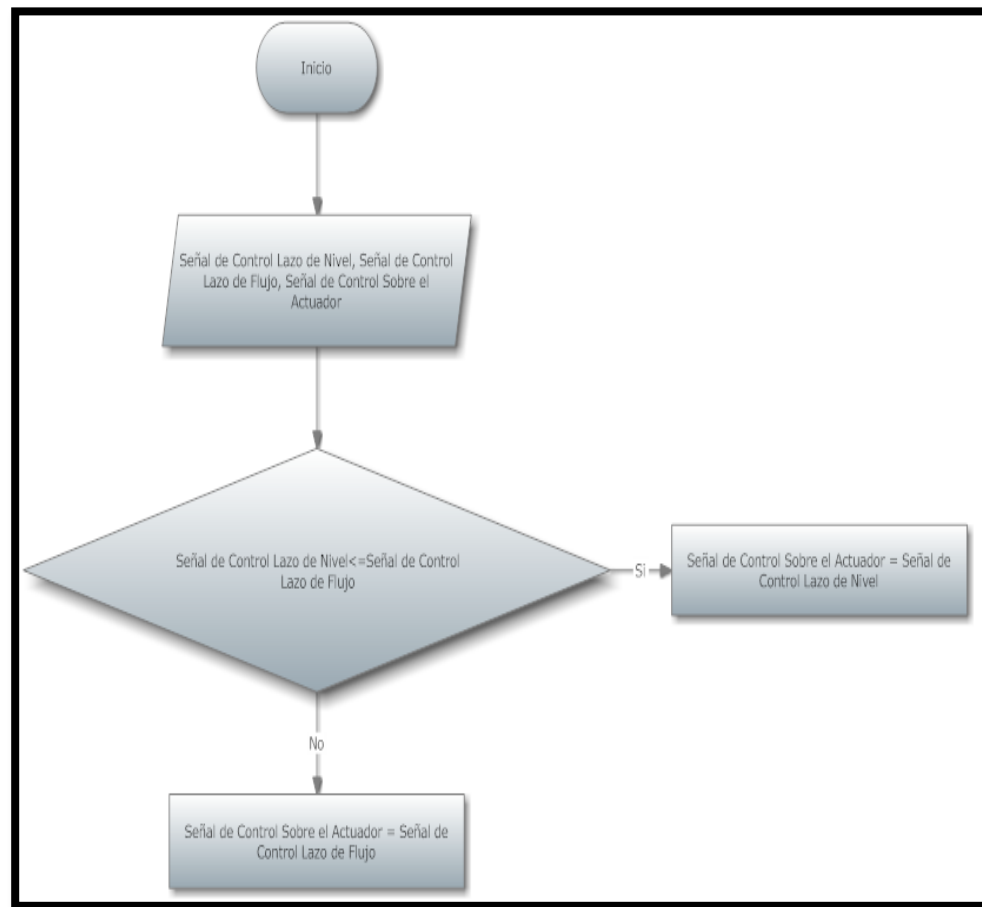 Inicio
Señal de Control Lazo de Nivel, Señal de Control
Lazo de Flujo, Señal de Control Sobre el
Actuador
Señal de Control Lazo de Nivel<=Señal de Control
Lazo de Flujo
Si
Señal de Control Sobre el Actuador = Señal de
Control Lazo de Nivel
No
Señal de Control Sobre el Actuador = Señal de
Control Lazo de Flujo